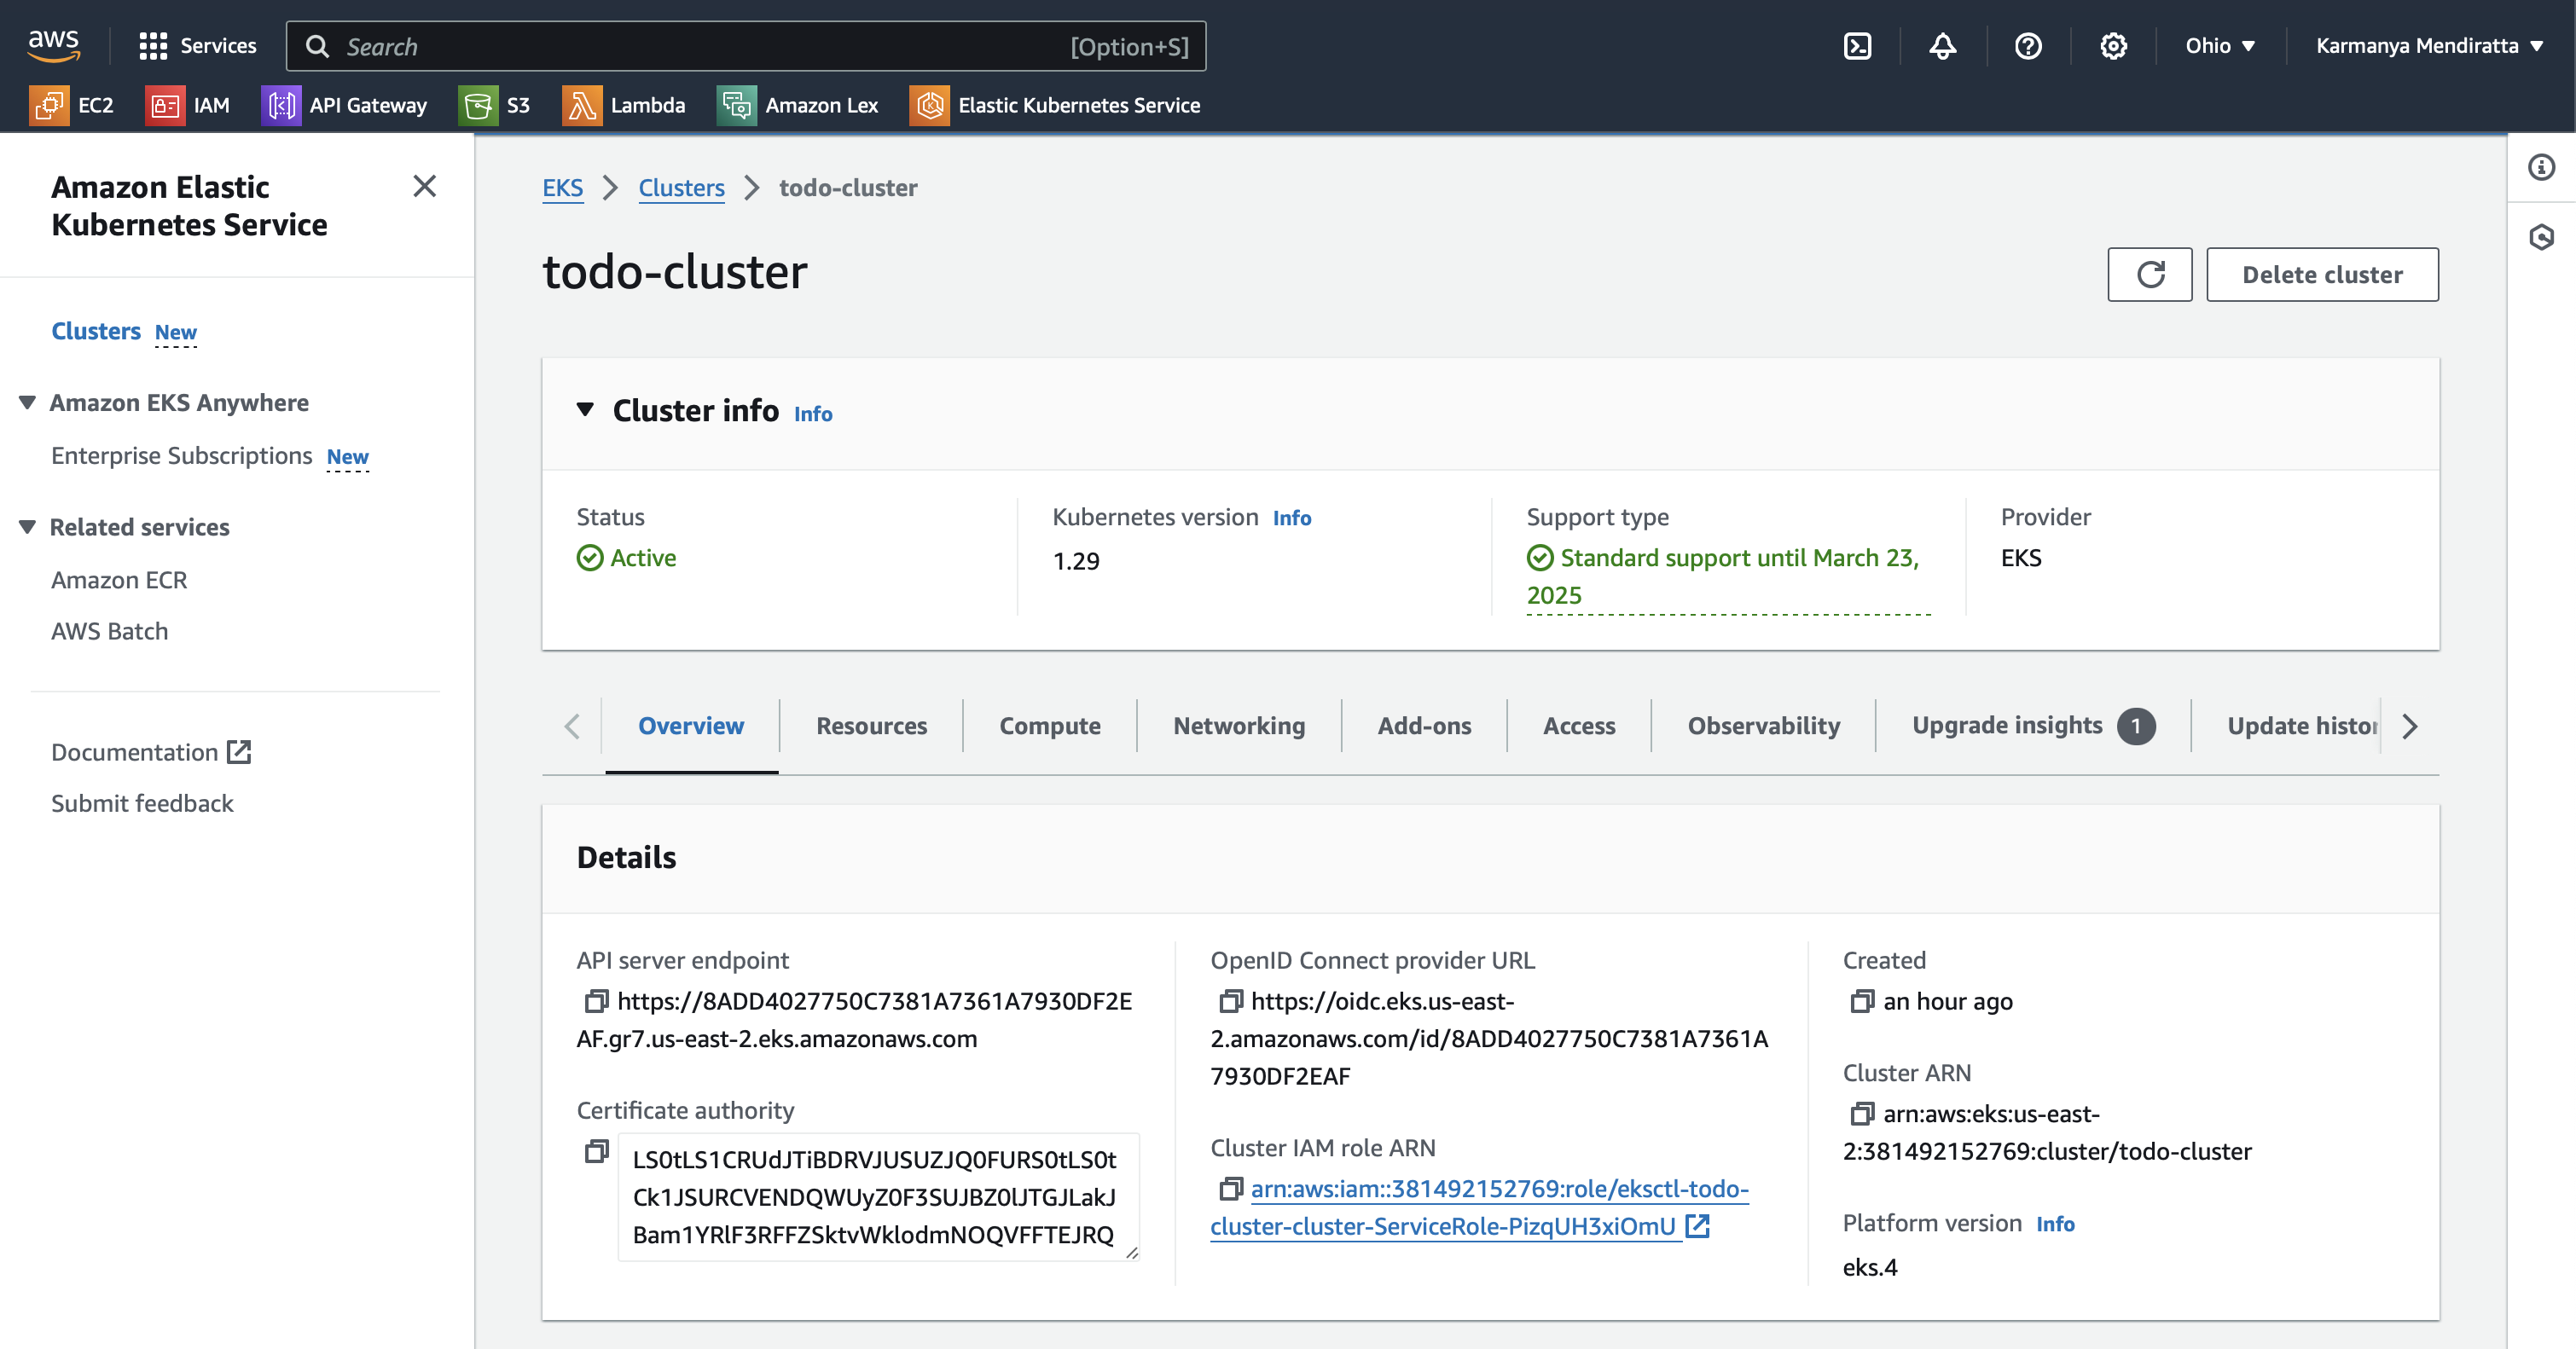 aws
Services
Search [Option+S]
Ohio
Karmanya Mendiratta
EC2
IAM
API Gateway
S3
Lambda
Amazon Lex
Elastic Kubernetes Service
Amazon Elastic
Kubernetes Service
Clusters New
Amazon EKS Anywhere
Enterprise Subscriptions New
Related services
Amazon ECR
AWS Batch
Documentation
Submit feedback
EKS
Clusters
todo-cluster
todo-cluster
Delete cluster
Cluster info Info
Status
Active
Kubernetes version Info
1.29
Support type
Standard support until March 23,
2025
Provider
EKS
Overview
Resources
Compute
Networking
Add-ons
Access
Observability
Upgrade insights 1
Update histor
Details
API server endpoint
https://8ADD4027750C7381A7361A7930DF2E
AF.gr7.us-east-2.eks.amazonaws.com
Certificate authority
LS0tLS1CRUdJTiBDRVJUSUZJQ0FURS0tLS0t
Ck1JSURCVENDQWUyZ0F3SUJBZ0lJTGJLakJ
Bam1YRlF3RFFZSktvWklodmNOQVFFTEJRQ
OpenID Connect provider URL
https://oidc.eks.us-east-
2.amazonaws.com/id/8ADD4027750C7381A7361A
7930DF2EAF
Cluster IAM role ARN
arn:aws:iam::381492152769:role/eksctl-todo-
cluster-cluster-ServiceRole-PizqUH3xiOmU
Created
an hour ago
Cluster ARN
arn:aws:eks:us-east-
2:381492152769:cluster/todo-cluster
Platform version Info
eks.4